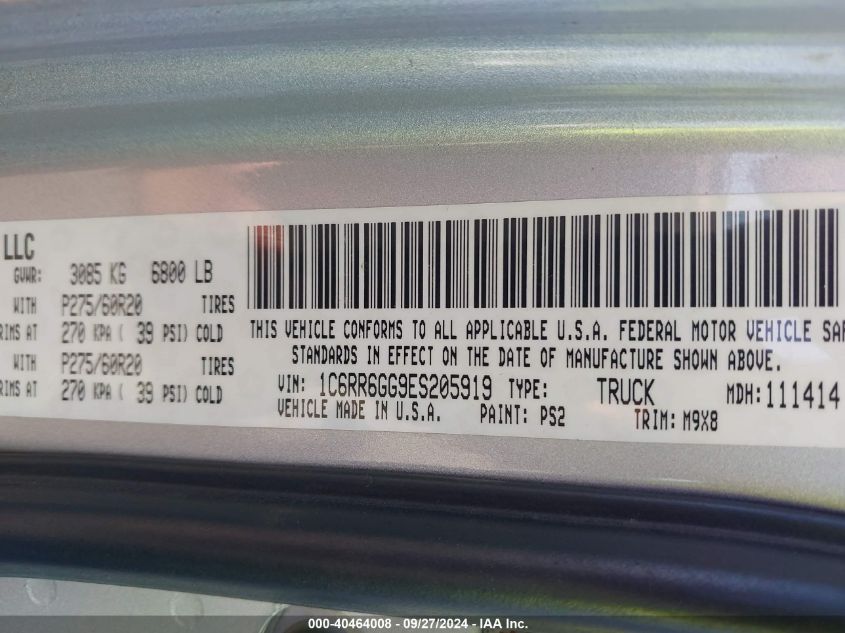 LLC
GVWR: 3085 KG 6800 LB
WITH P275/60R20 TIRES
RIMS AT 270 KPA ( 39 PSI) COLD
WITH P275/60R20 TIRES
RIMS AT 270 KPA ( 39 PSI) COLD
THIS VEHICLE CONFORMS TO ALL APPLICABLE U.S.A. FEDERAL MOTOR VEHICLE SAF
STANDARDS IN EFFECT ON THE DATE OF MANUFACTURE SHOWN ABOVE.
VIN: 1C6RR6GG9ES205919 TYPE: TRUCK MDH: 111414
VEHICLE MADE IN U.S.A. PAINT: PS2 TRIM: M9X8
000-40464008 - 09/27/2024 - IAA Inc.